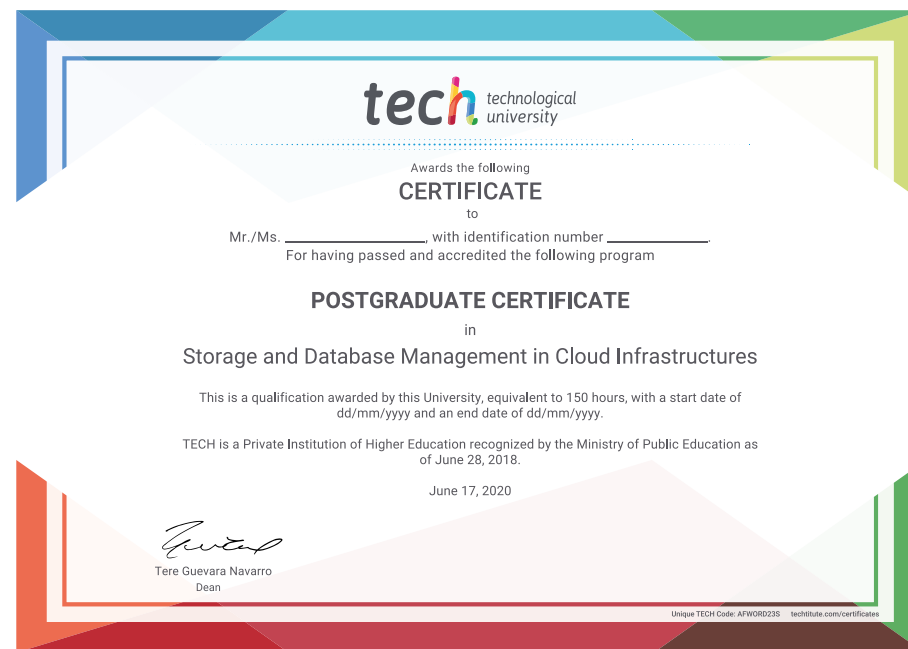 tech technological
university
Awards the following
CERTIFICATE
to
Mr./Ms. ____________________, with identification number ______________.
For having passed and accredited the following program
POSTGRADUATE CERTIFICATE
in
Storage and Database Management in Cloud Infrastructures
This is a qualification awarded by this University, equivalent to 150 hours, with a start date of
dd/mm/yyyy and an end date of dd/mm/yyyy.
TECH is a Private Institution of Higher Education recognized by the Ministry of Public Education as
of June 28, 2018.
June 17, 2020
Tere Guevara Navarro
Dean
Unique TECH Code: AFWORD23S techtitute.com/certificates